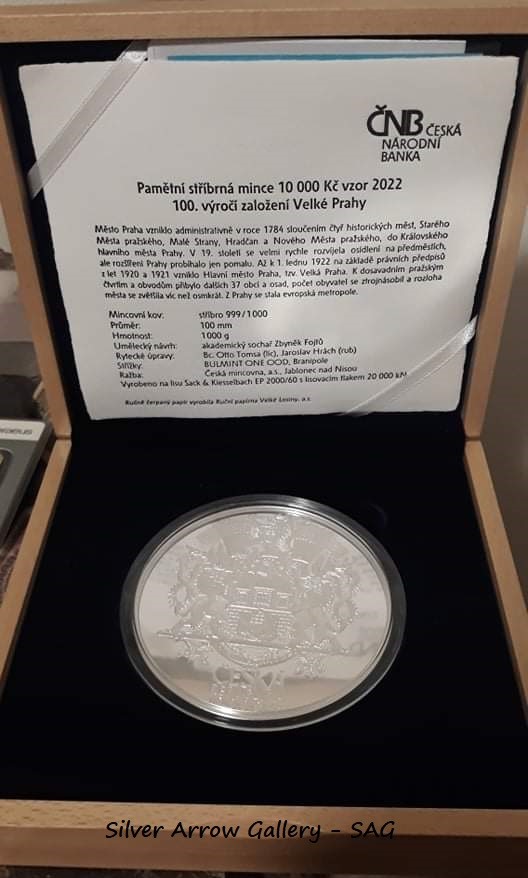 ČNB ČESKÁ
NÁRODNÍ
BANKA
Pamětní stříbrná mince 10 000 Kč vzor 2022
100. výročí založení Velké Prahy
Město Praha vzniklo administrativně v roce 1784 sloučením čtyř historických měst, Starého
Města pražského, Malé Strany, Hradčan a Nového Města pražského, do Královského
hlavního města Prahy. V 19. století se velmi rychle rozvíjela osídlení na předměstích,
ale rozšíření Prahy probíhalo jen pomalu. Až k 1. lednu 1922 na základě právních předpisů
z let 1920 a 1921 vzniklo Hlavní město Praha, tzv. Velká Praha. K dosavadním pražským
čtvrtím a obvodům přibylo dalších 37 obcí a osad, počet obyvatel se ztrojnásobil a rozloha
města se zvětšila víc než osmkrát. Z Prahy se stala evropská metropole.
Mincovní kov: stříbro 999/1000
Průměr: 100 mm
Hmotnost: 1000 g
Umělecký návrh: akademický sochař Zbyněk Fojtů
Rytecké úpravy: Bc. Otto Tomsa (líc), Jaroslav Hrách (rub)
Střížky: BULMINT ONE OOD, Branipole
Ražba: Česká mincovna, a.s., Jablonec nad Nisou
Vyrobeno na lisu Sack & Kiesselbach EP 2000/60 s lisovacím tlakem 20 000 kN
Ručně čerpaný papír vyrobila Ruční papírna Velké Losiny, a.s.
ČESKÁ
Silver Arrow Gallery - SAG